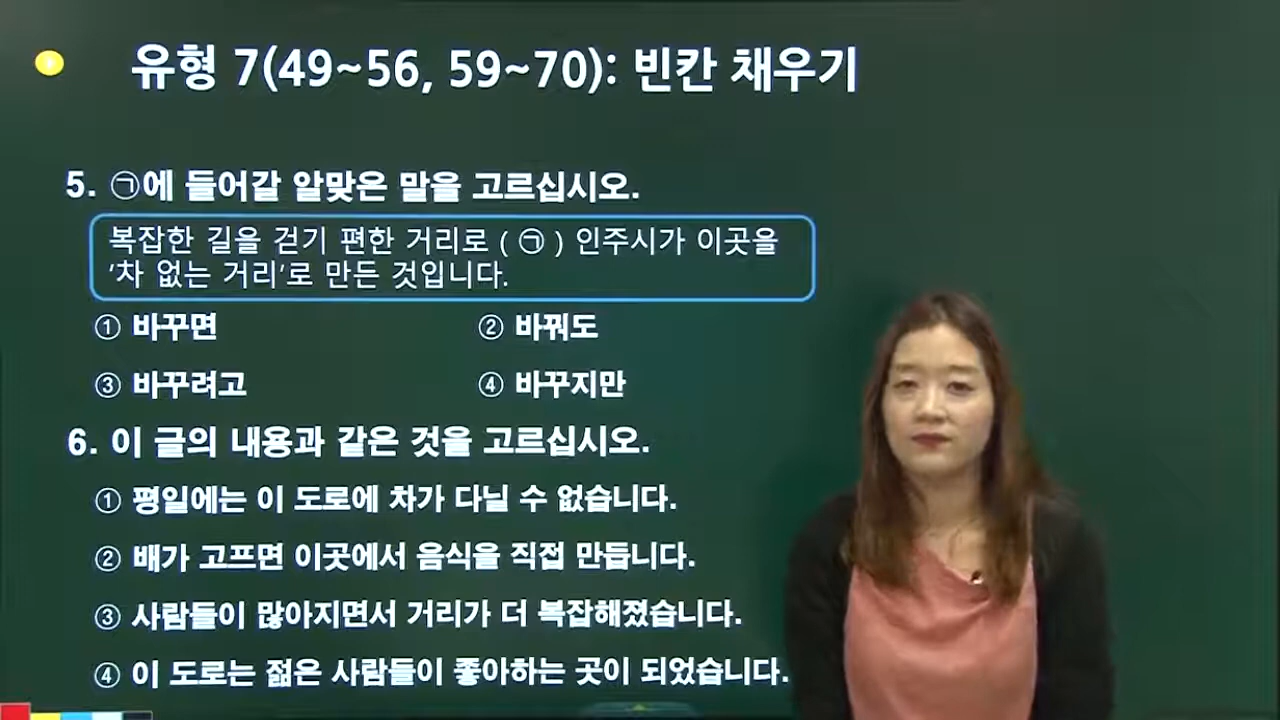 유형 7(49~56, 59~70): 빈칸 채우기
5. ㉠에 들어갈 알맞은 말을 고르십시오.
복잡한 길을 걷기 편한 거리로 ( ㉠ ) 인주시가 이곳을
'차 없는 거리'로 만든 것입니다.
① 바꾸면 ② 바꿔도
③ 바꾸려고 ④ 바꾸지만
6. 이 글의 내용과 같은 것을 고르십시오.
① 평일에는 이 도로에 차가 다닐 수 없습니다.
② 배가 고프면 이곳에서 음식을 직접 만듭니다.
③ 사람들이 많아지면서 거리가 더 복잡해졌습니다.
④ 이 도로는 젊은 사람들이 좋아하는 곳이 되었습니다.